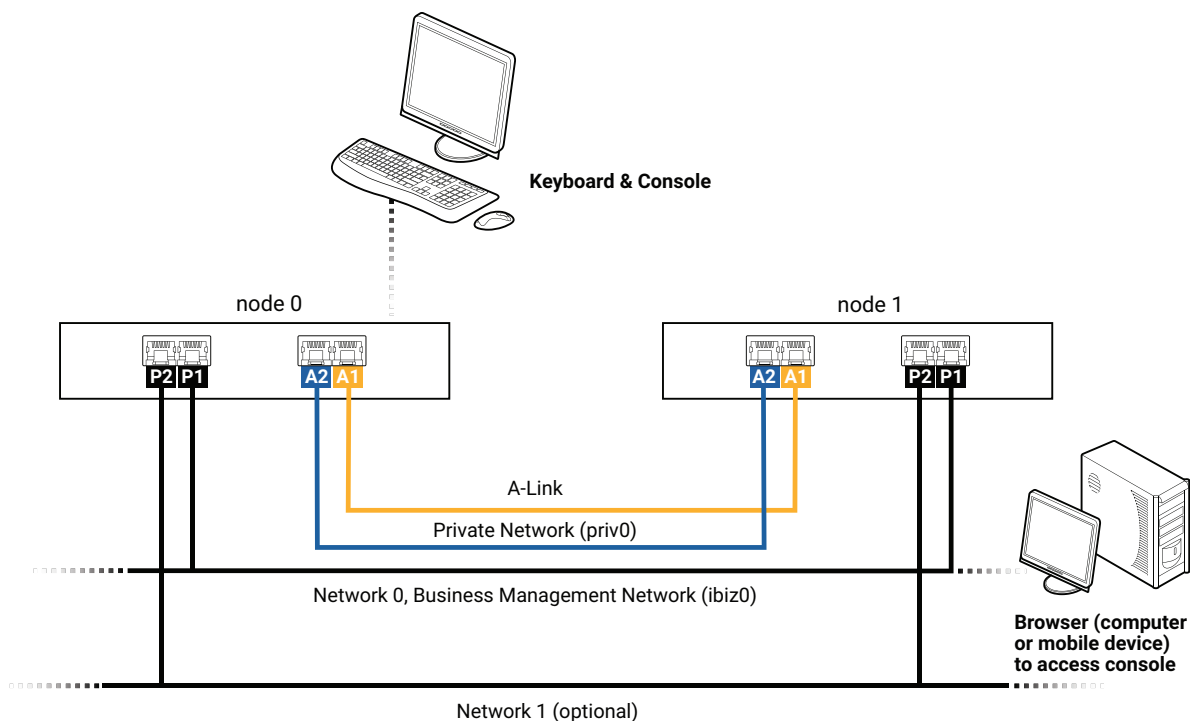 Keyboard & Console
node 0
node 1
P2 P1
A2 A1
A2 A1
P2 P1
A-Link
Private Network (priv0)
Network 0, Business Management Network (ibiz0)
Browser (computer
or mobile device)
to access console
Network 1 (optional)